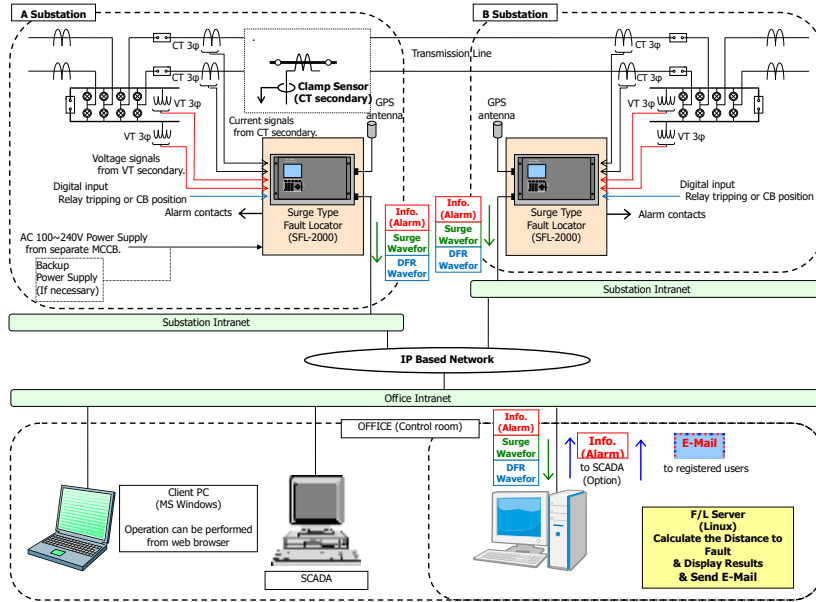 A Substation
B Substation
CT 3φ
CT 3φ
Transmission Line
CT 3φ
CT 3φ
Clamp Sensor
(CT secondary)
VT 3φ
VT 3φ
VT 3φ
VT 3φ
Current signals
from CT secondary.
GPS
antenna
GPS
antenna
Voltage signals
from VT secondary.
Digital input
Relay tripping or CB position
Digital input
Relay tripping or CB position
Alarm contacts
Alarm contacts
Surge Type
Fault Locator
(SFL-2000)
Surge Type
Fault Locator
(SFL-2000)
Info.
(Alarm)
Surge
Wavefor
DFR
Wavefor
Info.
(Alarm)
Surge
Wavefor
DFR
Wavefor
AC 100~240V Power Supply
from separate MCCB.
Backup
Power Supply
(If necessary)
Substation Intranet
Substation Intranet
IP Based Network
Office Intranet
OFFICE (Control room)
Info.
(Alarm)
Surge
Wavefor
DFR
Wavefor
Info.
(Alarm)
to SCADA
(Option)
E-Mail
to registered users
Client PC
(MS Windows)
Operation can be performed
from web browser
SCADA
F/L Server
(Linux)
Calculate the Distance to
Fault
& Display Results
& Send E-Mail